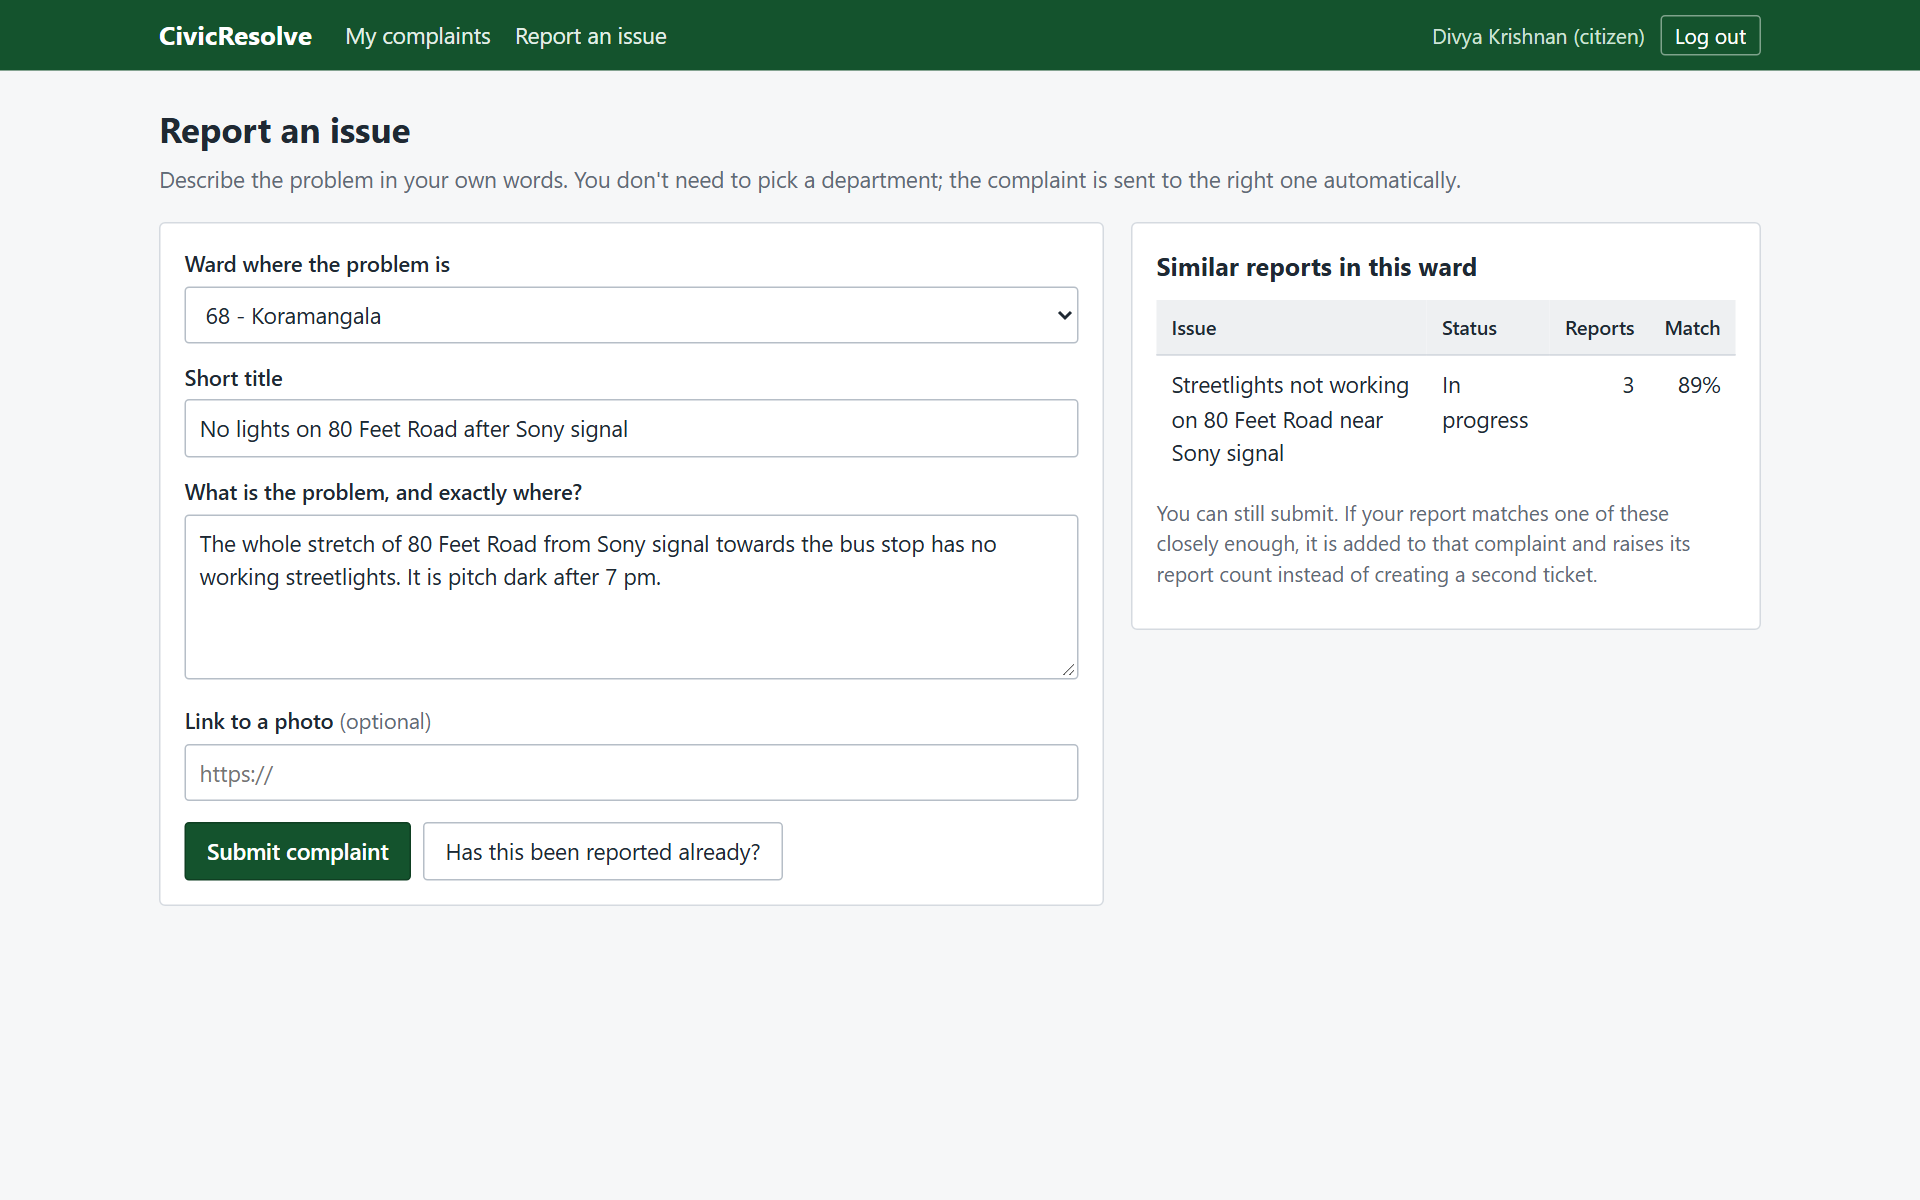 CivicResolve My complaints Report an issue Divya Krishnan (citizen) Log out
Report an issue
Describe the problem in your own words. You don't need to pick a department; the complaint is sent to the right one automatically.
Ward where the problem is
68 - Koramangala
Short title
No lights on 80 Feet Road after Sony signal
What is the problem, and exactly where?
The whole stretch of 80 Feet Road from Sony signal towards the bus stop has no
working streetlights. It is pitch dark after 7 pm.
Link to a photo (optional)
https://
Submit complaint Has this been reported already?
Similar reports in this ward
Issue Status Reports Match
Streetlights not working In 3 89%
on 80 Feet Road near progress
Sony signal
You can still submit. If your report matches one of these
closely enough, it is added to that complaint and raises its
report count instead of creating a second ticket.